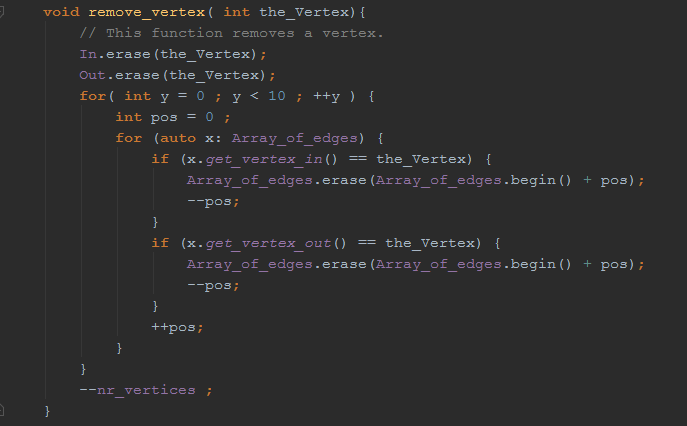 void remove_vertex( int the_Vertex){
// This function removes a vertex.
In.erase(the_Vertex);
Out.erase(the_Vertex);
for( int y = 0 ; y < 10 ; ++y ) {
int pos = 0 ;
for (auto x: Array_of_edges) {
if (x.get_vertex_in() == the_Vertex) {
Array_of_edges.erase(Array_of_edges.begin() + pos);
--pos;
}
if (x.get_vertex_out() == the_Vertex) {
Array_of_edges.erase(Array_of_edges.begin() + pos);
--pos;
}
++pos;
}
}
--nr_vertices ;
}